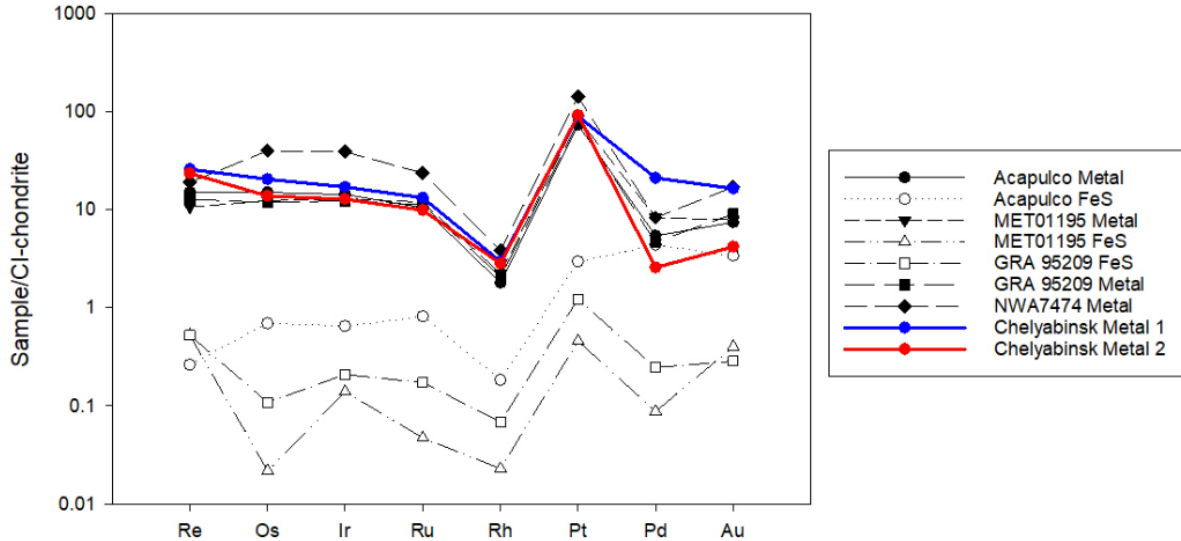 1000
100
10
1
0.1
0.01
Sample/CI-chondrite
Re Os Ir Ru Rh Pt Pd Au
Acapulco Metal
Acapulco FeS
MET01195 Metal
MET01195 FeS
GRA 95209 FeS
GRA 95209 Metal
NWA7474 Metal
Chelyabinsk Metal 1
Chelyabinsk Metal 2